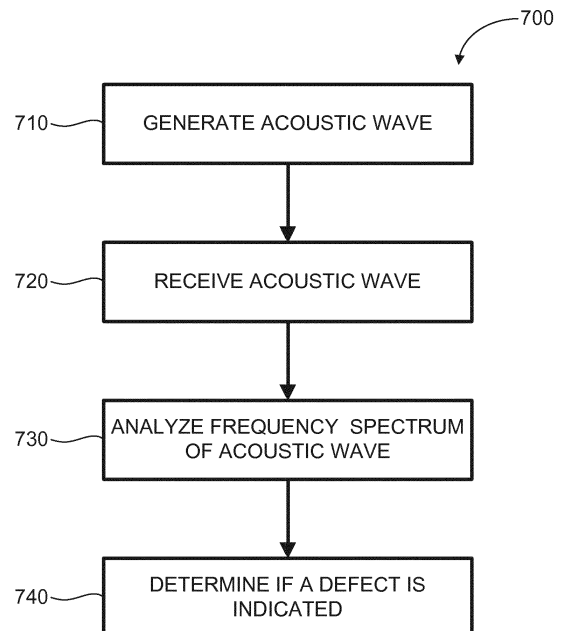 700
710
GENERATE ACOUSTIC WAVE
720
RECEIVE ACOUSTIC WAVE
730
ANALYZE FREQUENCY SPECTRUM
OF ACOUSTIC WAVE
740
DETERMINE IF A DEFECT IS
INDICATED